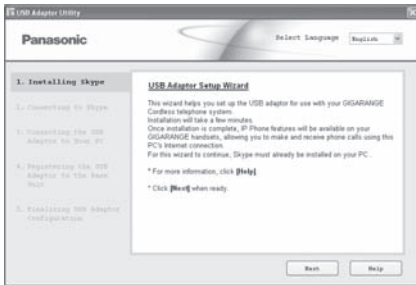 USB Adaptor Utility
Panasonic
Select Language English
1. Installing Skype
2. Connecting to Skype
3. Connecting the USB
Adaptor to Your PC
4. Registering the USB
Adaptor to the Base
Unit
5. Finalizing USB Adaptor
Configuration
USB Adaptor Setup Wizard
This wizard helps you set up the USB adaptor for use with your GIGARANGE
Cordless telephone system.
Installation will take a few minutes.
Once installation is complete, IP Phone features will be available on your
GIGARANGE handsets, allowing you to make and receive phone calls using this
PC's Internet connection.
For this wizard to continue, Skype must already be installed on your PC.
* For more information, click [Help].
* Click [Next] when ready.
Next
Help